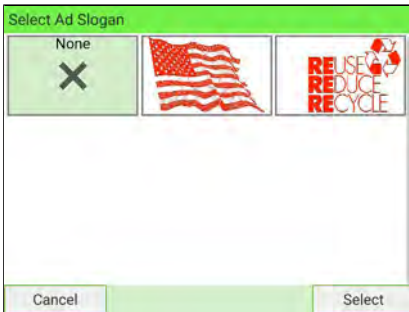 Select Ad Slogan
None
REUSE
REDUCE
RECYCLE
Cancel
Select